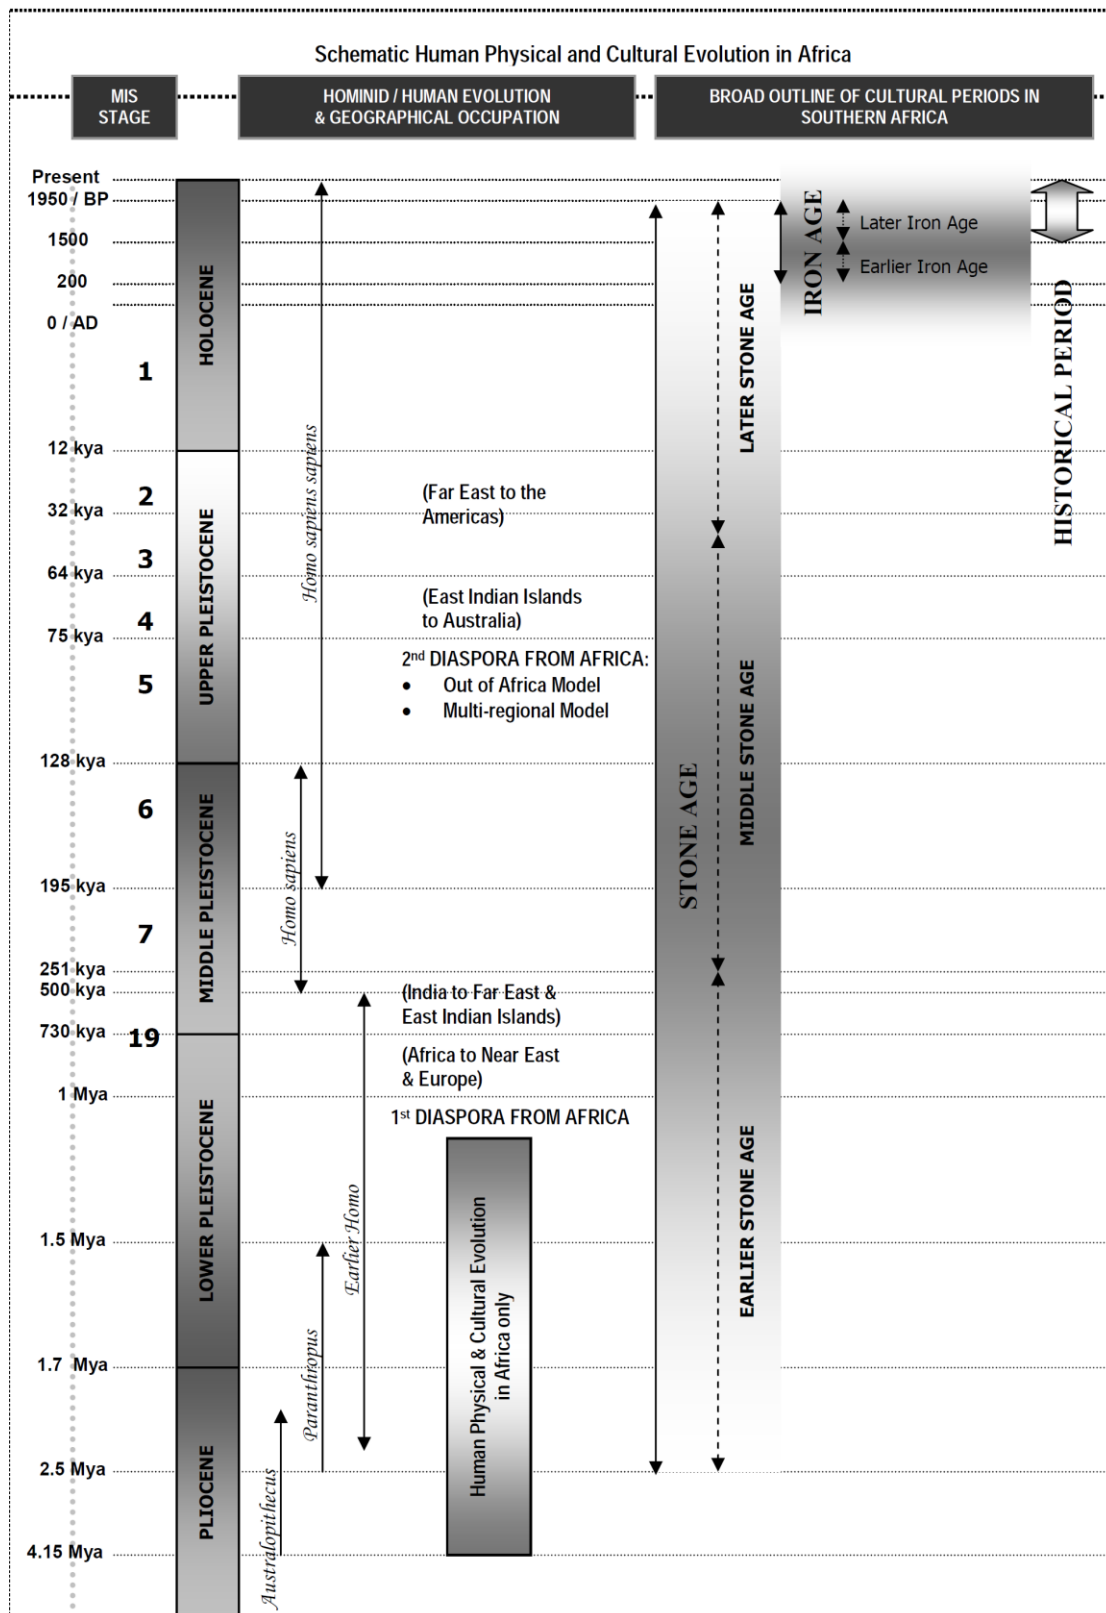 Schematic Human Physical and Cultural Evolution in Africa
MIS
STAGE
HOMINID / HUMAN EVOLUTION
& GEOGRAPHICAL OCCUPATION
BROAD OUTLINE OF CULTURAL PERIODS IN
SOUTHERN AFRICA
Present
1950 / BP
1500
200
0 / AD
1
12 kya
2
32 kya
3
64 kya
4
75 kya
5
128 kya
6
195 kya
7
251 kya
500 kya
730 kya
19
1 Mya
1.5 Mya
1.7 Mya
2.5 Mya
4.15 Mya
HOLOCENE
UPPER PLEISTOCENE
MIDDLE PLEISTOCENE
LOWER PLEISTOCENE
PLIOCENE
Homo sapiens sapiens
Homo sapiens
Earlier Homo
Paranthropus
Australopithecus
(Far East to the
Americas)
(East Indian Islands
to Australia)
2nd DIASPORA FROM AFRICA:
• Out of Africa Model
• Multi-regional Model
(India to Far East &
East Indian Islands)
(Africa to Near East
& Europe)
1st DIASPORA FROM AFRICA
Human Physical & Cultural Evolution
in Africa only
STONE AGE
LATER STONE AGE
MIDDLE STONE AGE
EARLIER STONE AGE
IRON AGE
Later Iron Age
Earlier Iron Age
HISTORICAL PERIOD